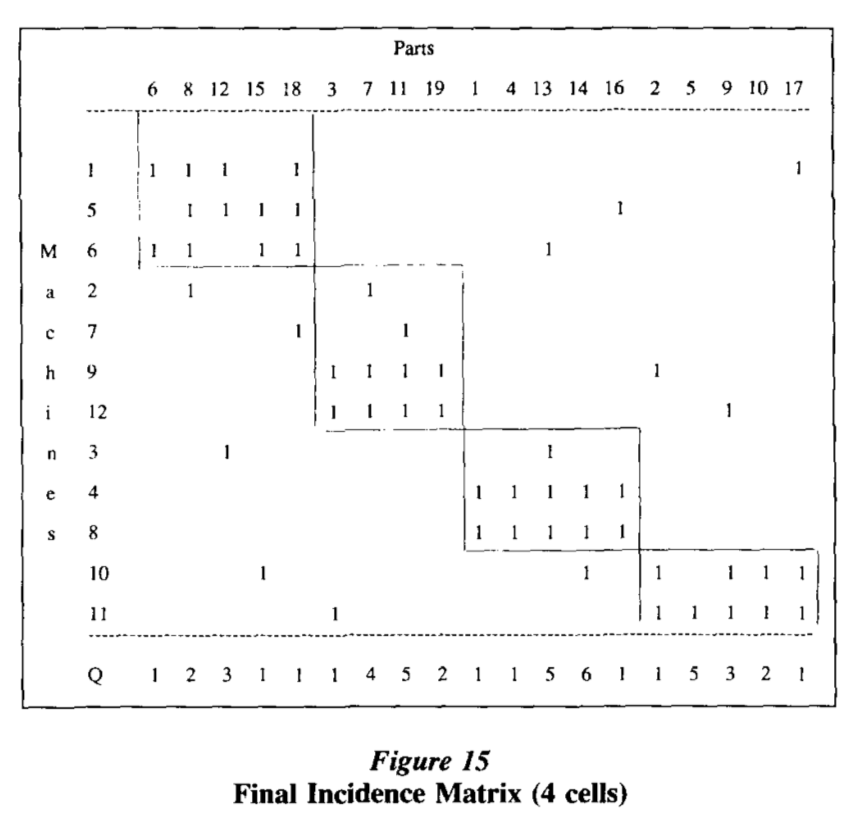 Parts
6 8 12 15 18 3 7 11 19 1 4 13 14 16 2 5 9 10 17
1 1 1 1 1 1
5 1 1 1 1 1
M 6 1 1 1 1 1
a 2 1 1
c 7 1 1
h 9 1 1 1 1 1
i 12 1 1 1 1 1
n 3 1 1
e 4 1 1 1 1 1
s 8 1 1 1 1 1
10 1 1 1 1 1 1
11 1 1 1 1 1 1
Q 1 2 3 1 1 1 4 5 2 1 1 5 6 1 1 5 3 2 1
Figure 15
Final Incidence Matrix (4 cells)